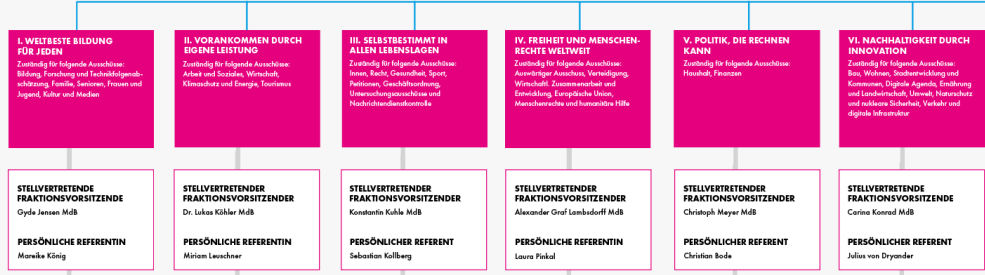 I. WELTBESTE BILDUNG
FÜR JEDEN
Zuständig für folgende Ausschüsse:
Bildung, Forschung und Technikfolgenab-
schätzung, Familie, Senioren, Frauen und
Jugend, Kultur und Medien
II. VORANKOMMEN DURCH
EIGENE LEISTUNG
Zuständig für folgende Ausschüsse:
Arbeit und Soziales, Wirtschaft,
Klimaschutz und Energie, Tourismus
III. SELBSTBESTIMMT IN
ALLEN LEBENSLAGEN
Zuständig für folgende Ausschüsse:
Innen, Recht, Gesundheit, Sport,
Petitionen, Geschäftsordnung,
Untersuchungsausschüsse und
Nachrichtendienstkontrolle
IV. FREIHEIT UND MENSCHEN-
RECHTE WELTWEIT
Zuständig für folgende Ausschüsse:
Auswärtiger Ausschuss, Verteidigung,
Wirtschaftl. Zusammenarbeit und
Entwicklung, Europäische Union,
Menschenrechte und humanitäre Hilfe
V. POLITIK, DIE RECHNEN
KANN
Zuständig für folgende Ausschüsse:
Haushalt, Finanzen
VI. NACHHALTIGKEIT DURCH
INNOVATION
Zuständig für folgende Ausschüsse:
Bau, Wohnen, Stadtentwicklung und
Kommunen, Digitale Agenda, Ernährung
und Landwirtschaft, Umwelt, Naturschutz
und nukleare Sicherheit, Verkehr und
digitale Infrastruktur
STELLVERTRETENDE
FRAKTIONSVORSITZENDE
Gyde Jensen MdB
PERSÖNLICHE REFERENTIN
Mareike König
STELLVERTRETENDER
FRAKTIONSVORSITZENDER
Dr. Lukas Köhler MdB
PERSÖNLICHE REFERENTIN
Miriam Leuschner
STELLVERTRETENDER
FRAKTIONSVORSITZENDER
Konstantin Kuhle MdB
PERSÖNLICHER REFERENT
Sebastian Kollberg
STELLVERTRETENDER
FRAKTIONSVORSITZENDER
Alexander Graf Lambsdorff MdB
PERSÖNLICHE REFERENTIN
Laura Pinkal
STELLVERTRETENDER
FRAKTIONSVORSITZENDER
Christoph Meyer MdB
PERSÖNLICHER REFERENT
Christian Bode
STELLVERTRETENDE
FRAKTIONSVORSITZENDE
Carina Konrad MdB
PERSÖNLICHER REFERENT
Julius von Dryander